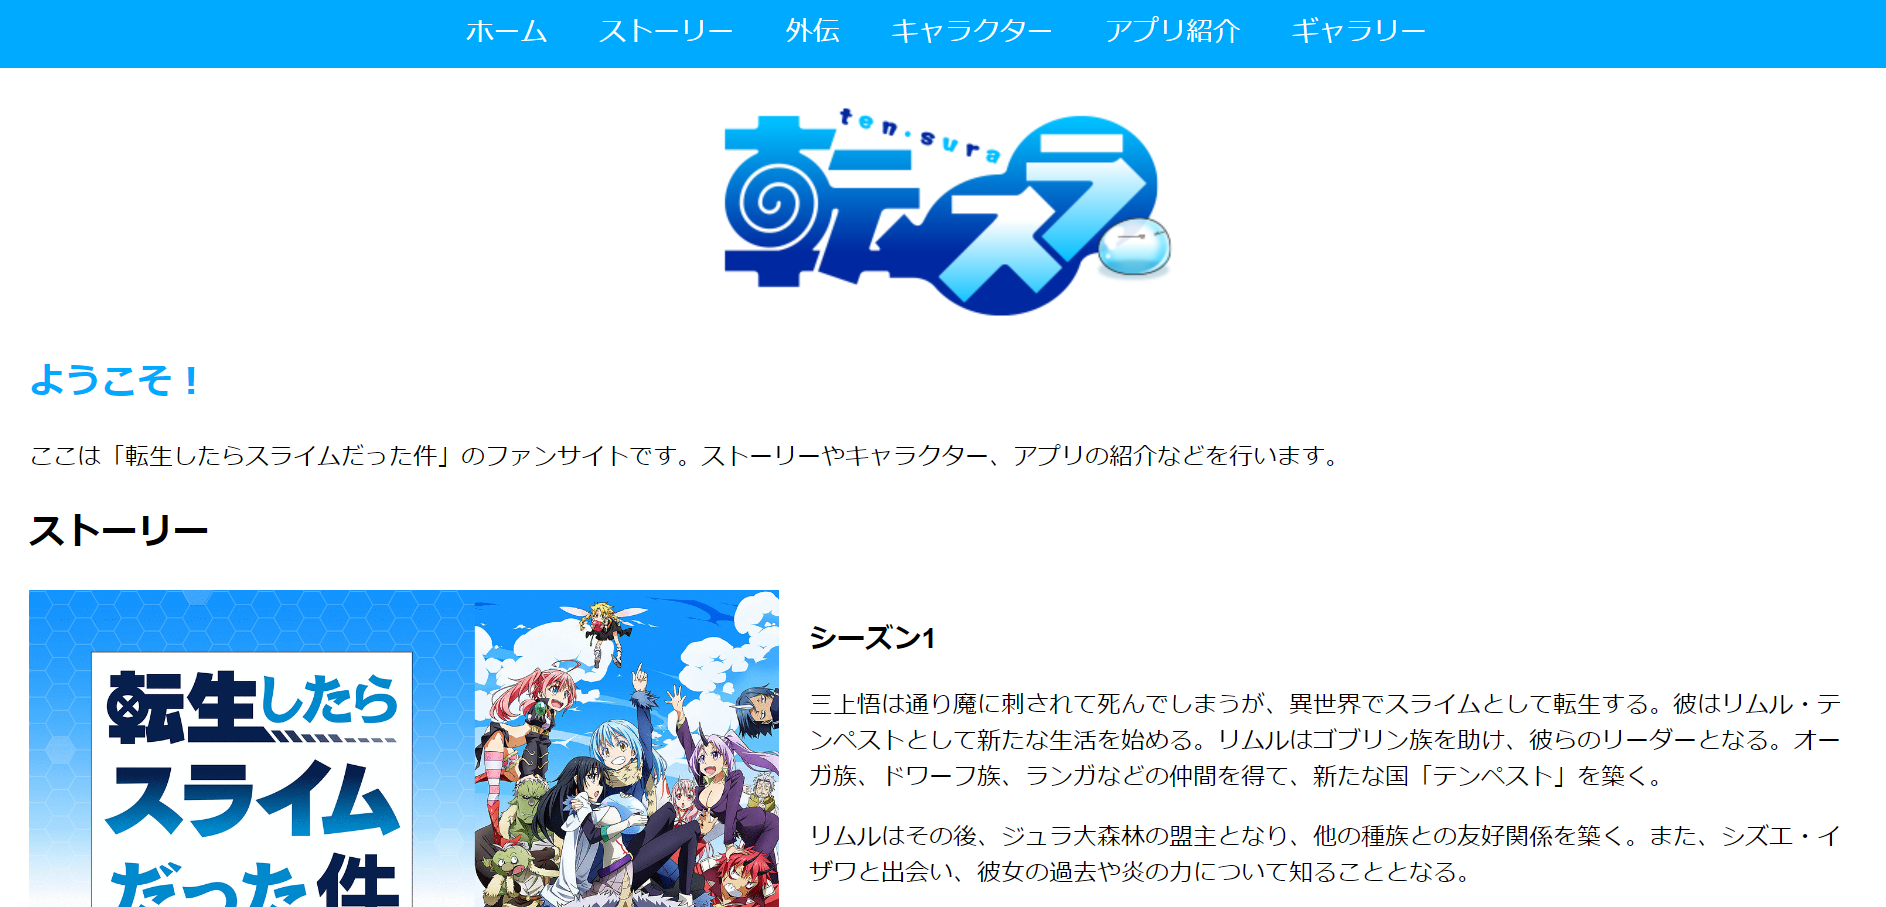 ホーム ストーリー 外伝 キャラクター アプリ紹介 ギャラリー
ten・sura
転スラ
ようこそ！
ここは「転生したらスライムだった件」のファンサイトです。ストーリーやキャラクター、アプリの紹介などを行います。
ストーリー
転生したら
スライム
だった件
シーズン1
三上悟は通り魔に刺されて死んでしまうが、異世界でスライムとして転生する。彼はリムル・テ
ンペストとして新たな生活を始める。リムルはゴブリン族を助け、彼らのリーダーとなる。オー
ガ族、ドワーフ族、ランガなどの仲間を得て、新たな国「テンペスト」を築く。
リムルはその後、ジュラ大森林の盟主となり、他の種族との友好関係を築く。また、シズエ・イ
ザワと出会い、彼女の過去や炎の力について知ることとなる。